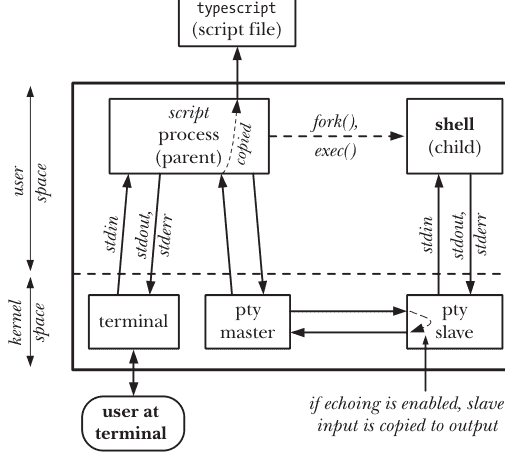 typescript
(script file)
script
process
(parent)
copied
fork(),
exec()
shell
(child)
user
space
stdin
stdout,
stderr
stdin
stdout,
stderr
kernel
space
terminal
pty
master
pty
slave
user at
terminal
if echoing is enabled, slave
input is copied to output